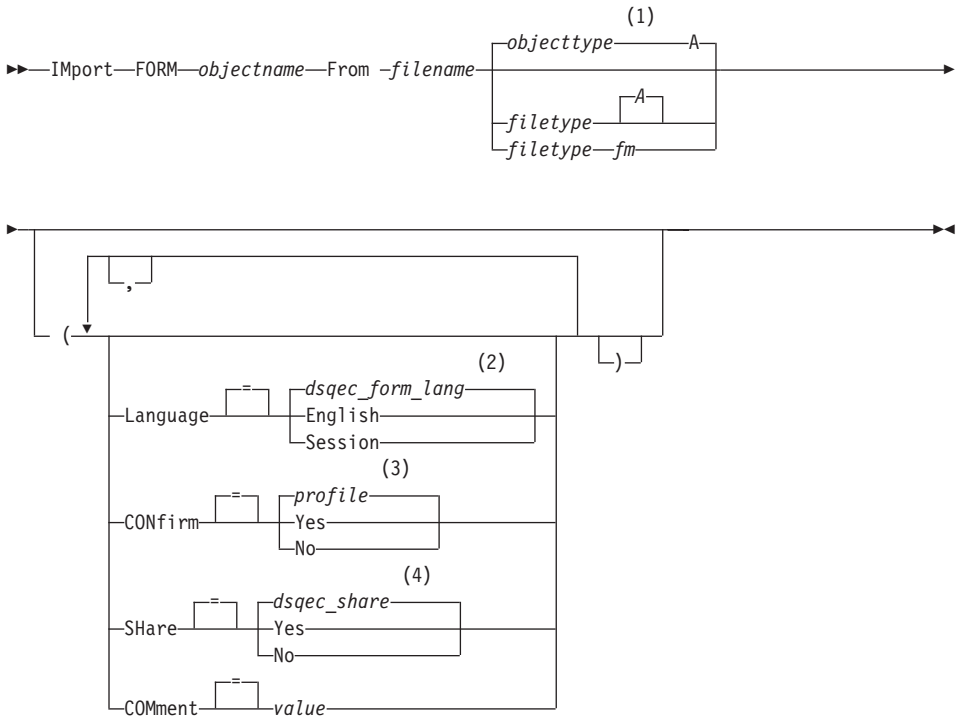 (1)
objecttype A
IMport FORM objectname From filename
A
filetype
filetype fm
,
( )
(2)
= dsqec_form_lang
Language English
Session
(3)
= profile
CONfirm Yes
No
(4)
= dsqec_share
SHare Yes
No
=
COMment value